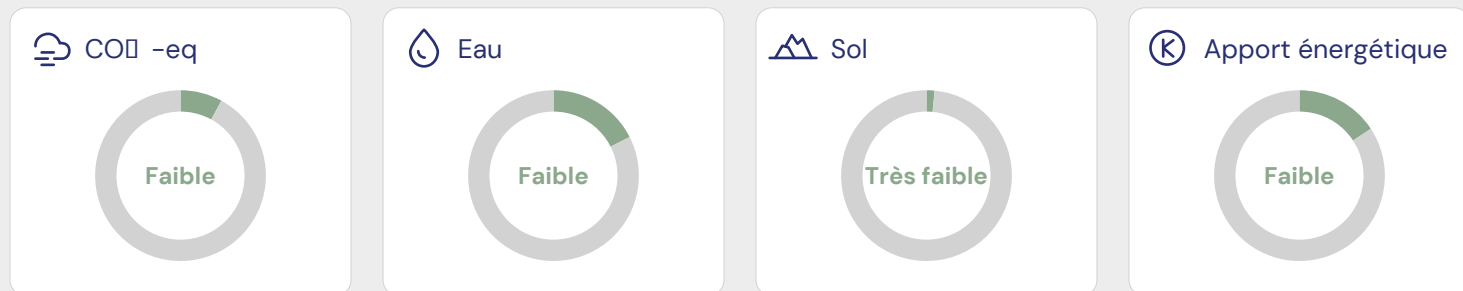 CO▯ -eq
Eau
Sol
Apport énergétique
Faible
Faible
Très faible
Faible